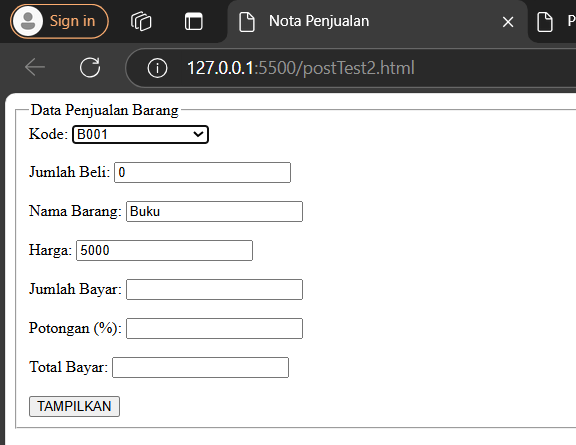 Sign in
Nota Penjualan
P
127.0.0.1:5500/postTest2.html
Data Penjualan Barang
Kode: B001
Jumlah Beli: 0
Nama Barang: Buku
Harga: 5000
Jumlah Bayar:
Potongan (%):
Total Bayar:
TAMPILKAN